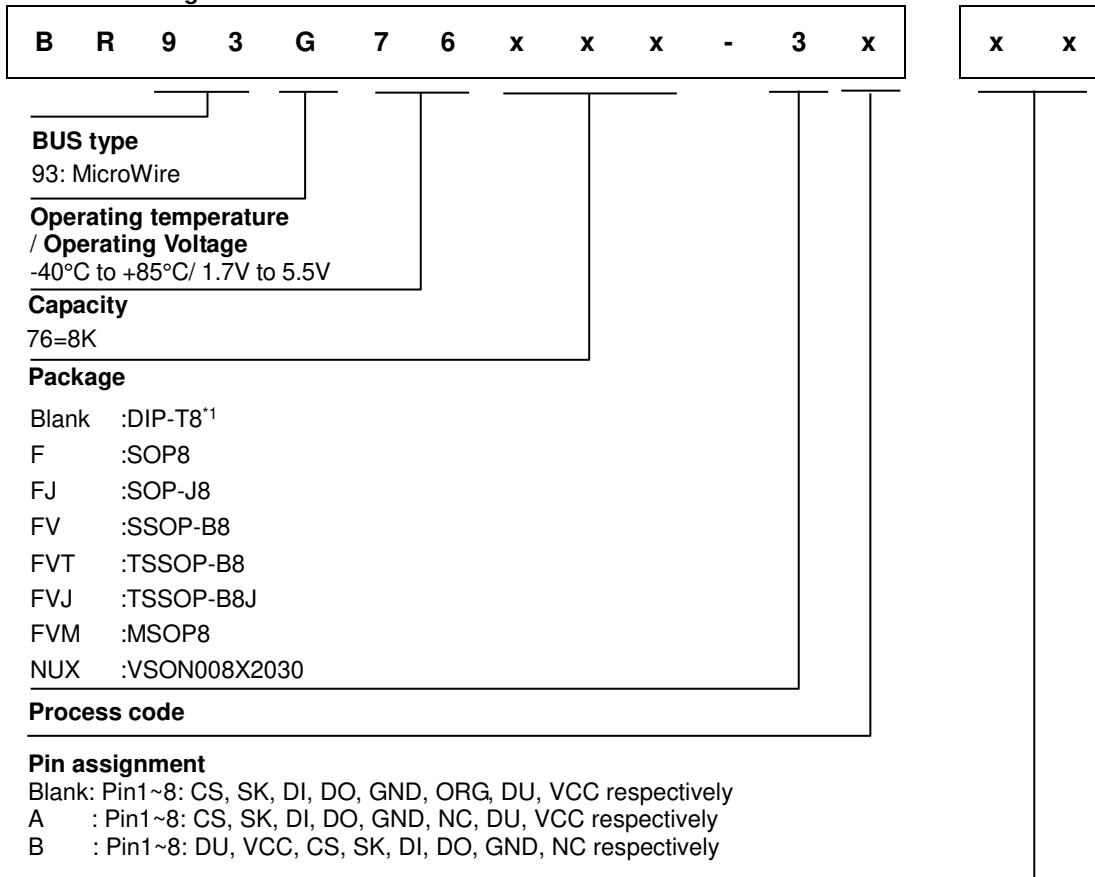 B R 9 3 G 7 6 x x x - 3 x x x
BUS type
93: MicroWire
Operating temperature
/ Operating Voltage
-40°C to +85°C/ 1.7V to 5.5V
Capacity
76=8K
Package
Blank :DIP-T8*1
F :SOP8
FJ :SOP-J8
FV :SSOP-B8
FVT :TSSOP-B8
FVJ :TSSOP-B8J
FVM :MSOP8
NUX :VSON008X2030
Process code
Pin assignment
Blank: Pin1~8: CS, SK, DI, DO, GND, ORG, DU, VCC respectively
A : Pin1~8: CS, SK, DI, DO, GND, NC, DU, VCC respectively
B : Pin1~8: DU, VCC, CS, SK, DI, DO, GND, NC respectively